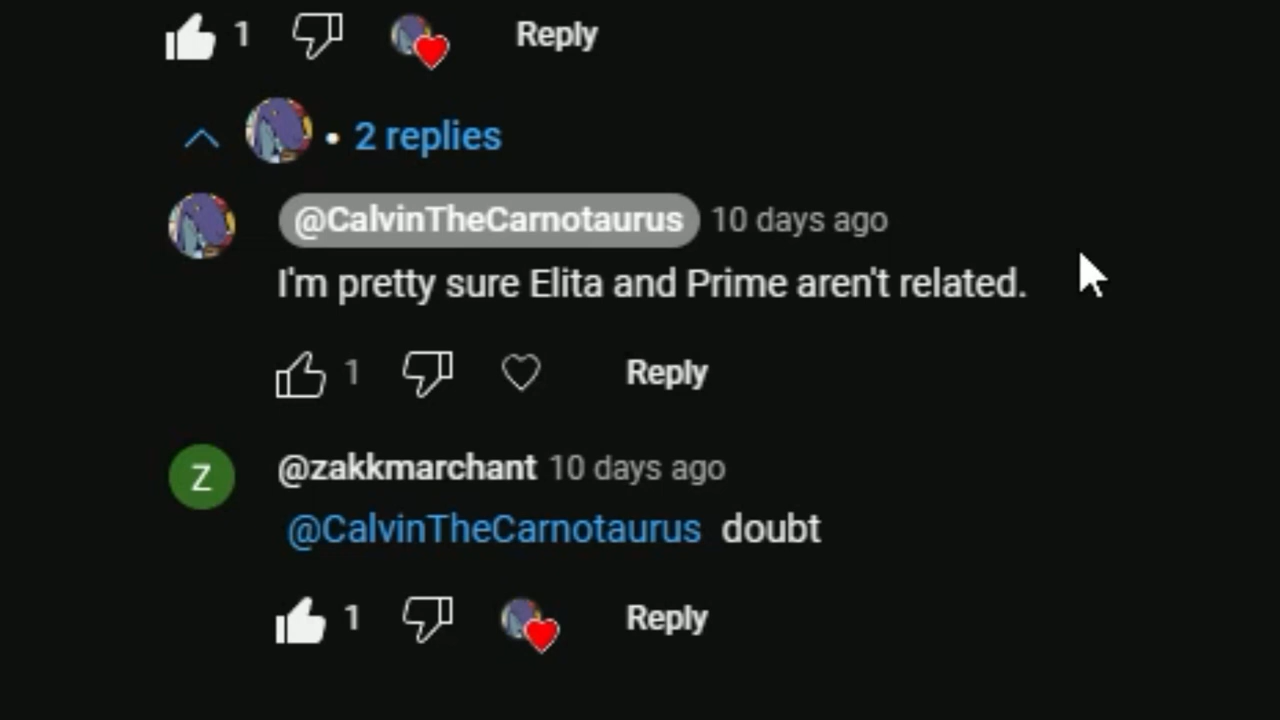 1 Reply
• 2 replies
@CalvinTheCarnotaurus 10 days ago
I'm pretty sure Elita and Prime aren't related.
1 Reply
Z @zakkmarchant 10 days ago
@CalvinTheCarnotaurus doubt
1 Reply